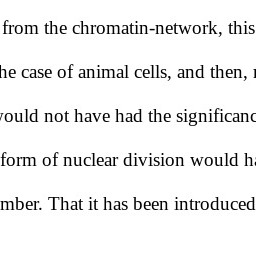 from the chromatin-network, this
he case of animal cells, and then,
would not have had the significanc
form of nuclear division would ha
mber. That it has been introduced